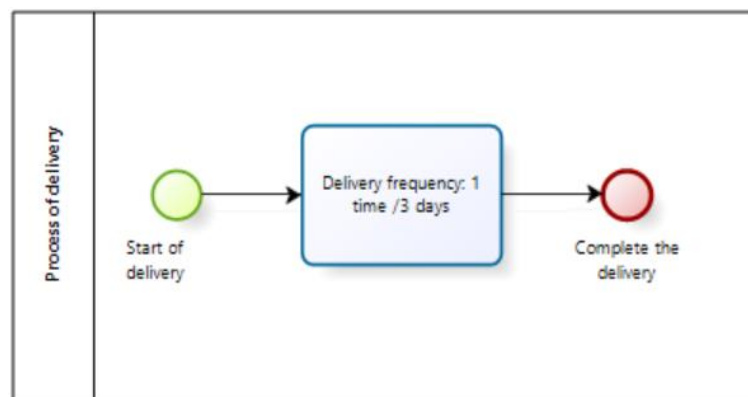 Process of delivery
Delivery frequency: 1
time /3 days
Start of
delivery
Complete the
delivery